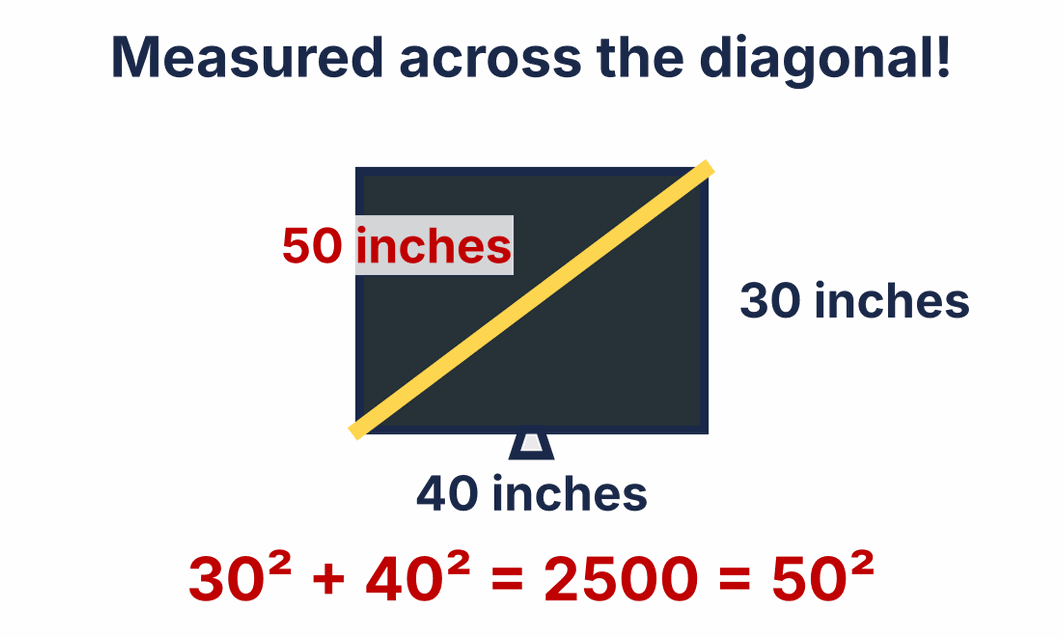 Measured across the diagonal!
50 inches
30 inches
40 inches
30² + 40² = 2500 = 50²